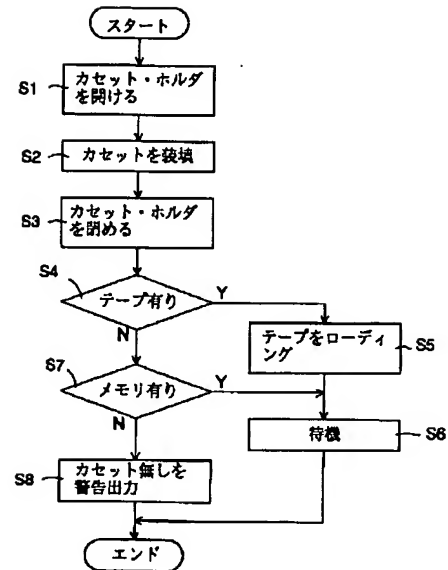 スタート
S1
カセット・ホルダ
を開ける
S2
カセットを装填
S3
カセット・ホルダ
を閉める
S4
テープ有り
Y
N
テープをローディ
ング
S5
S7
メモリ有り
Y
N
待機
S6
S8
カセット無しを
警告出力
エンド